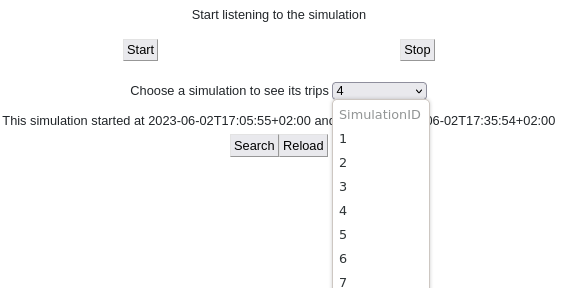 Start listening to the simulation
Start Stop
Choose a simulation to see its trips 4
This simulation started at 2023-06-02T17:05:55+02:00 and 06-02T17:35:54+02:00
Search Reload
SimulationID
1
2
3
4
5
6
7